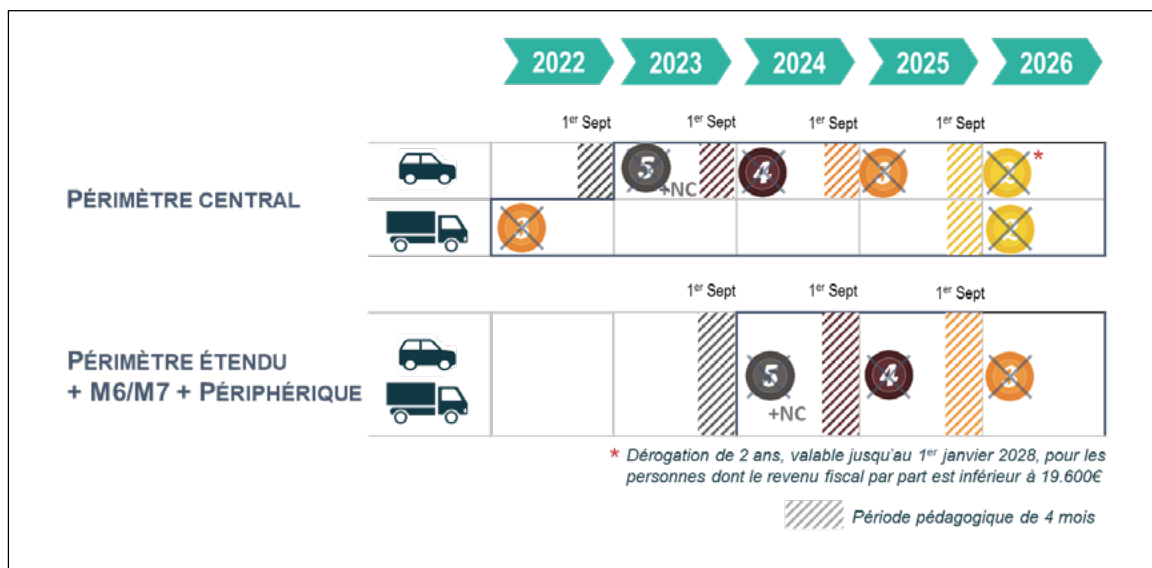 2022 2023 2024 2025 2026
1er Sept 1er Sept 1er Sept 1er Sept
5 4 3 2 *
+NC
PÉRIMÈTRE CENTRAL
3 2
1er Sept 1er Sept 1er Sept
PÉRIMÈTRE ÉTENDU
+ M6/M7 + PÉRIPHÉRIQUE
5 4 3
+NC
* Dérogation de 2 ans, valable jusqu'au 1er janvier 2028, pour les
personnes dont le revenu fiscal par part est inférieur à 19.600€
Période pédagogique de 4 mois